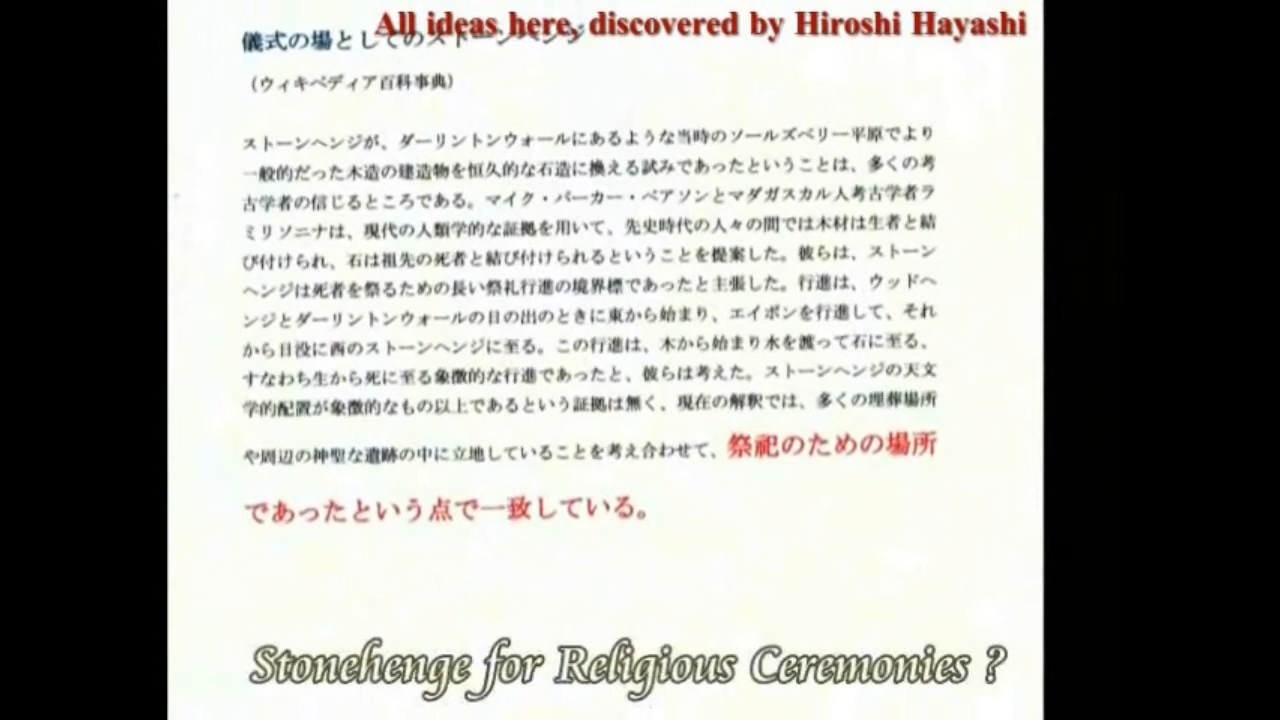 All ideas here, discovered by Hiroshi Hayashi
儀式の場としてのストーンヘンジ
（ウィキペディア百科事典）
ストーンヘンジが、ダーリントンウォールにあるような当時のソールズベリー平原でより
一般的だった木造の建造物を恒久的な石造に換える試みであったということは、多くの考
古学者の信じるところである。マイク・パーカー・ペアソンとマダガスカル人考古学者ラ
ミリソニナは、現代の人類学的な証拠を用いて、先史時代の人々の間では木材は生者と結
び付けられ、石は祖先の死者と結び付けられるということを提案した。彼らは、ストーン
ヘンジは死者を祭るための長い祭礼行進の境界標であったと主張した。行進は、ウッドヘ
ンジとダーリントンウォールの日の出のときに東から始まり、エイボンを行進して、それ
から日没に西のストーンヘンジに至る。この行進は、木から始まり水を渡って石に至る、
すなわち生から死に至る象徴的な行進であったと、彼らは考えた。ストーンヘンジの天文
学的配置が象徴的なもの以上であるという証拠は無く、現在の解釈では、多くの埋葬場所
や周辺の神聖な遺跡の中に立地していることを考え合わせて、祭祀のための場所
であったという点で一致している。
Stonehenge for Religious Ceremonies ?